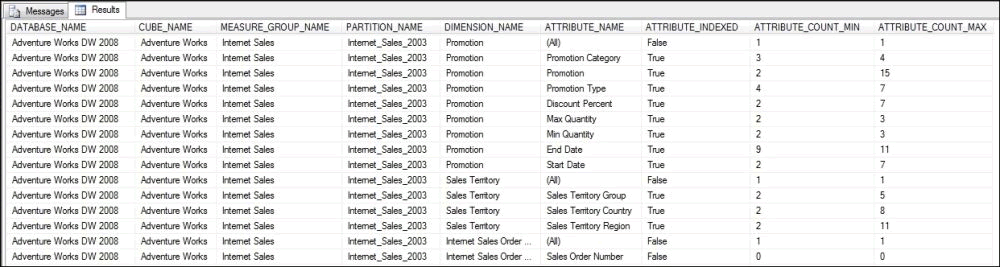 Messages Results
DATABASE_NAME CUBE_NAME MEASURE_GROUP_NAME PARTITION_NAME DIMENSION_NAME ATTRIBUTE_NAME ATTRIBUTE_INDEXED ATTRIBUTE_COUNT_MIN ATTRIBUTE_COUNT_MAX
Adventure Works DW 2008 Adventure Works Internet Sales Internet_Sales_2003 Promotion (All) False 1 1
Adventure Works DW 2008 Adventure Works Internet Sales Internet_Sales_2003 Promotion Promotion Category True 3 4
Adventure Works DW 2008 Adventure Works Internet Sales Internet_Sales_2003 Promotion Promotion True 2 15
Adventure Works DW 2008 Adventure Works Internet Sales Internet_Sales_2003 Promotion Promotion Type True 4 7
Adventure Works DW 2008 Adventure Works Internet Sales Internet_Sales_2003 Promotion Discount Percent True 2 7
Adventure Works DW 2008 Adventure Works Internet Sales Internet_Sales_2003 Promotion Max Quantity True 2 3
Adventure Works DW 2008 Adventure Works Internet Sales Internet_Sales_2003 Promotion Min Quantity True 2 3
Adventure Works DW 2008 Adventure Works Internet Sales Internet_Sales_2003 Promotion End Date True 9 11
Adventure Works DW 2008 Adventure Works Internet Sales Internet_Sales_2003 Promotion Start Date True 2 7
Adventure Works DW 2008 Adventure Works Internet Sales Internet_Sales_2003 Sales Territory (All) False 1 1
Adventure Works DW 2008 Adventure Works Internet Sales Internet_Sales_2003 Sales Territory Sales Territory Group True 2 5
Adventure Works DW 2008 Adventure Works Internet Sales Internet_Sales_2003 Sales Territory Sales Territory Country True 2 8
Adventure Works DW 2008 Adventure Works Internet Sales Internet_Sales_2003 Sales Territory Sales Territory Region True 2 11
Adventure Works DW 2008 Adventure Works Internet Sales Internet_Sales_2003 Internet Sales Order ... (All) False 1 1
Adventure Works DW 2008 Adventure Works Internet Sales Internet_Sales_2003 Internet Sales Order ... Sales Order Number False 0 0